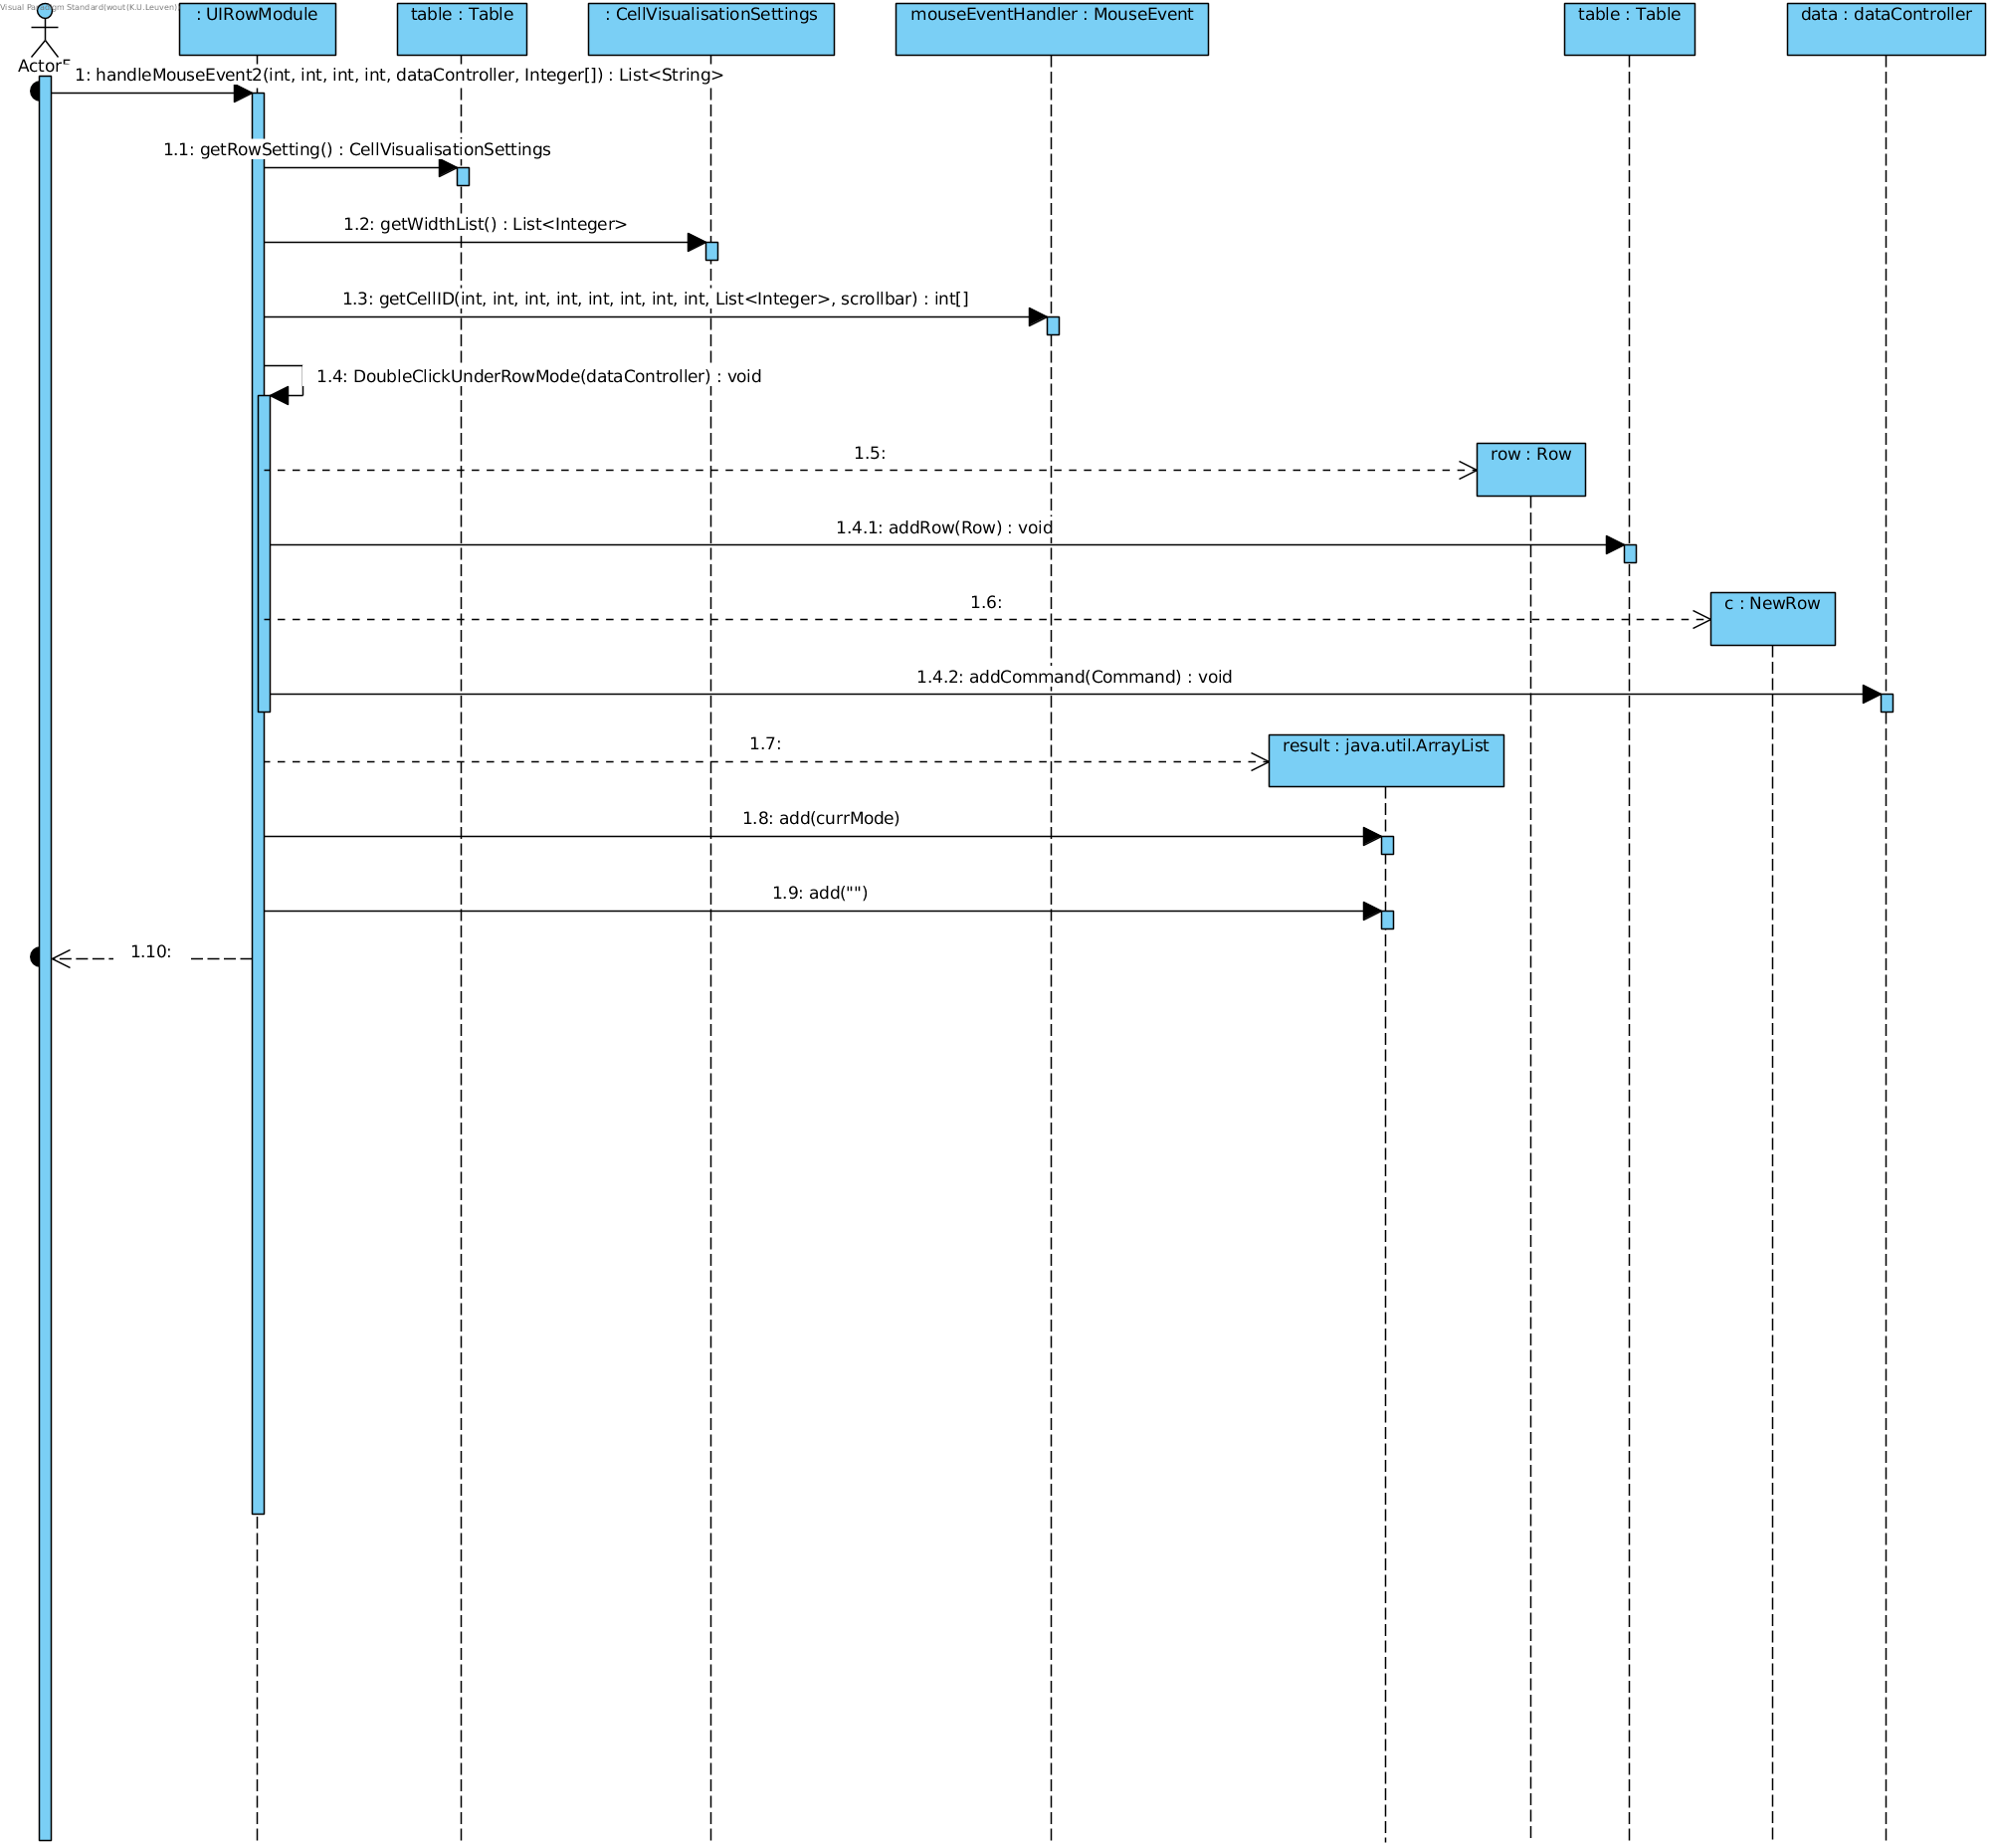 Visual Paradigm Standard(wout(K.U.Leuven))
: UIRowModule
table : Table
: CellVisualisationSettings
mouseEventHandler : MouseEvent
table : Table
data : dataController
1: handleMouseEvent2(int, int, int, int, dataController, Integer[]) : List<String>
1.1: getRowSetting() : CellVisualisationSettings
1.2: getWidthList() : List<Integer>
1.3: getCellID(int, int, int, int, int, int, int, int, List<Integer>, scrollbar) : int[]
1.4: DoubleClickUnderRowMode(dataController) : void
1.5:
row : Row
1.4.1: addRow(Row) : void
1.6:
c : NewRow
1.4.2: addCommand(Command) : void
1.7:
result : java.util.ArrayList
1.8: add(currMode)
1.9: add("")
1.10: